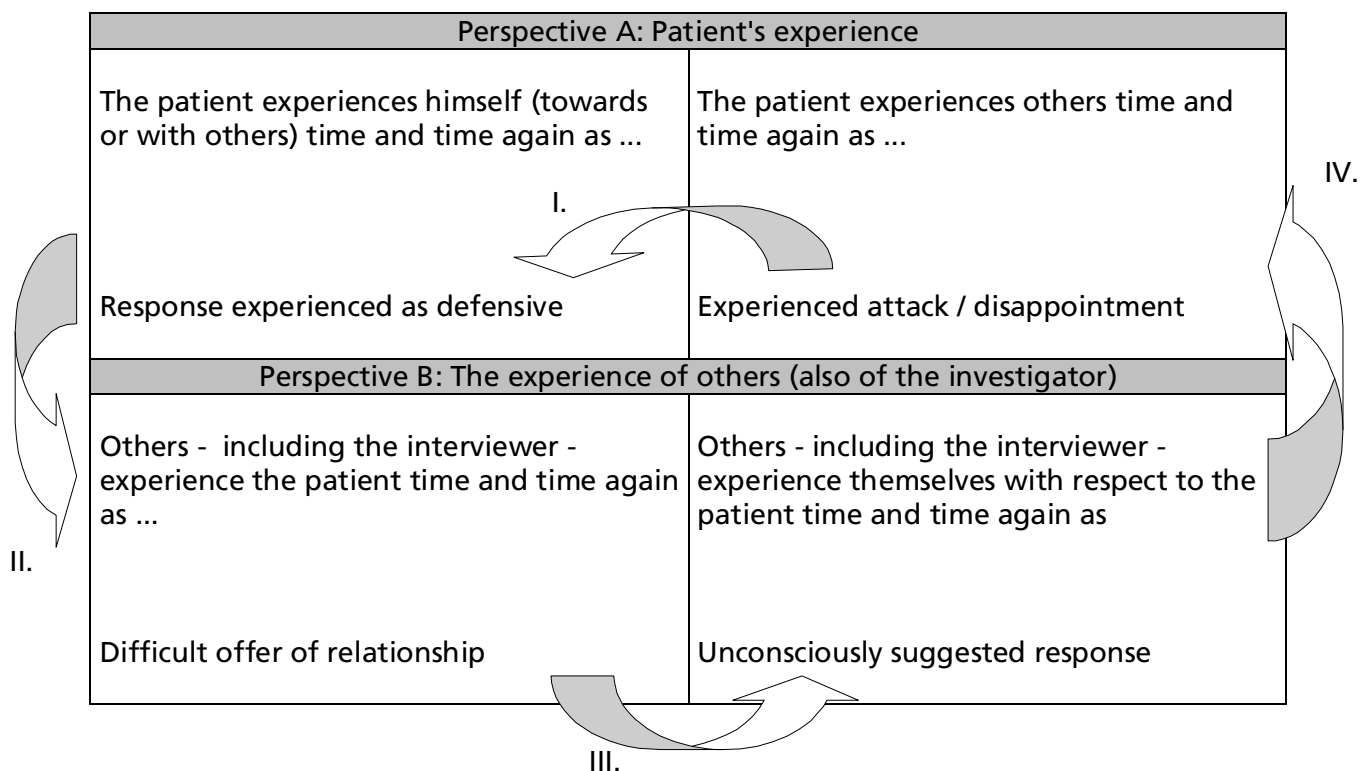 Perspective A: Patient's experience
The patient experiences himself (towards
or with others) time and time again as ...
The patient experiences others time and
time again as ...
IV.
I.
Response experienced as defensive
Experienced attack / disappointment
Perspective B: The experience of others (also of the investigator)
Others - including the interviewer -
experience the patient time and time again
as ...
Others - including the interviewer -
experience themselves with respect to the
patient time and time again as
II.
Difficult offer of relationship
Unconsciously suggested response
III.